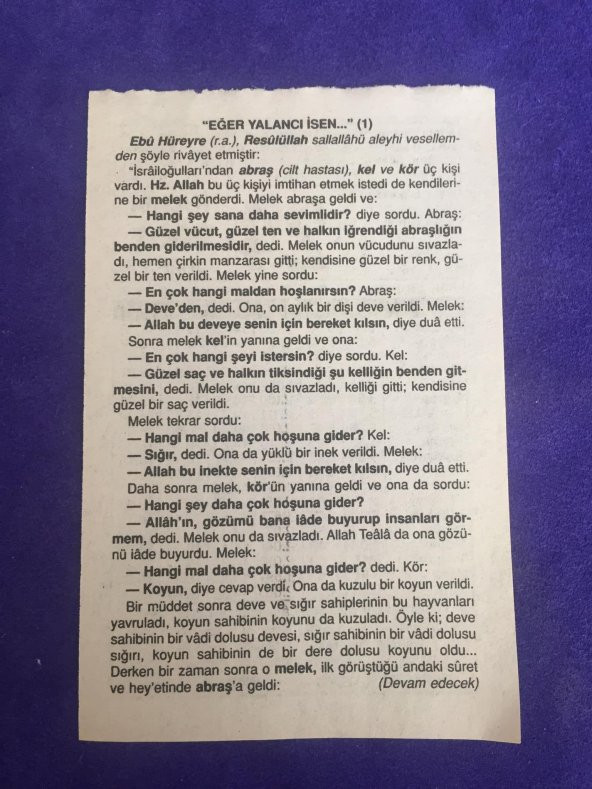 “EĞER YALANCI İSEN...” (1)
Ebû Hüreyre (r.a.), Resûlüllah sallallâhü aleyhi vesellem-
den şöyle rivâyet etmiştir:
“İsrâiloğulları’ndan abraş (cilt hastası), kel ve kör üç kişi
vardı. Hz. Allah bu üç kişiyi imtihan etmek istedi de kendileri-
ne bir melek gönderdi. Melek abraşa geldi ve:
— Hangi şey sana daha sevimlidir? diye sordu. Abraş:
— Güzel vücut, güzel ten ve halkın iğrendiği abraşlığın
benden giderilmesidir, dedi. Melek onun vücudunu sıvazla-
dı, hemen çirkin manzarası gitti; kendisine güzel bir renk, gü-
zel bir ten verildi. Melek yine sordu:
— En çok hangi maldan hoşlanırsın? Abraş:
— Deve’den, dedi. Ona, on aylık bir dişi deve verildi. Melek:
— Allah bu deveye senin için bereket kılsın, diye duâ etti.
Sonra melek kel’in yanına geldi ve ona:
— En çok hangi şeyi istersin? diye sordu. Kel:
— Güzel saç ve halkın tiksindiği şu kelliğin benden git-
mesini, dedi. Melek onu da sıvazladı, kelliği gitti; kendisine
güzel bir saç verildi.
Melek tekrar sordu:
— Hangi mal daha çok hoşuna gider? Kel:
— Sığır, dedi. Ona da yüklü bir inek verildi. Melek:
— Allah bu inekte senin için bereket kılsın, diye duâ etti.
Daha sonra melek, kör’ün yanına geldi ve ona da sordu:
— Hangi şey daha çok hoşuna gider?
— Allâh’ın, gözümü bana iâde buyurup insanları gör-
mem, dedi. Melek onu da sıvazladı. Allah Teâlâ da ona gözü-
nü iâde buyurdu. Melek:
— Hangi mal daha çok hoşuna gider? dedi. Kör:
— Koyun, diye cevap verdi. Ona da kuzulu bir koyun verildi.
Bir müddet sonra deve ve sığır sahiplerinin bu hayvanları
yavruladı, koyun sahibinin koyunu da kuzuladı. Öyle ki; deve
sahibinin bir vâdi dolusu devesi, sığır sahibinin bir vâdi dolusu
sığırı, koyun sahibinin de bir dere dolusu koyunu oldu...
Derken bir zaman sonra o melek, ilk görüştüğü andaki sûret
ve hey’etinde abraş’a geldi: (Devam edecek)